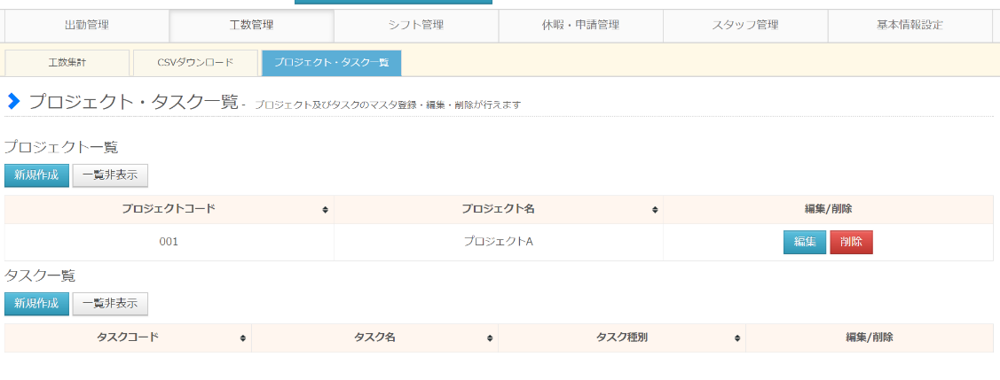 出勤管理 工数管理 シフト管理 休暇・申請管理 スタッフ管理 基本情報設定
工数集計 CSVダウンロード プロジェクト・タスク一覧
プロジェクト・タスク一覧 - プロジェクト及びタスクのマスタ登録・編集・削除が行えます
プロジェクト一覧
新規作成 一覧非表示
プロジェクトコード プロジェクト名 編集/削除
001 プロジェクトA 編集 削除
タスク一覧
新規作成 一覧非表示
タスクコード タスク名 タスク種別 編集/削除